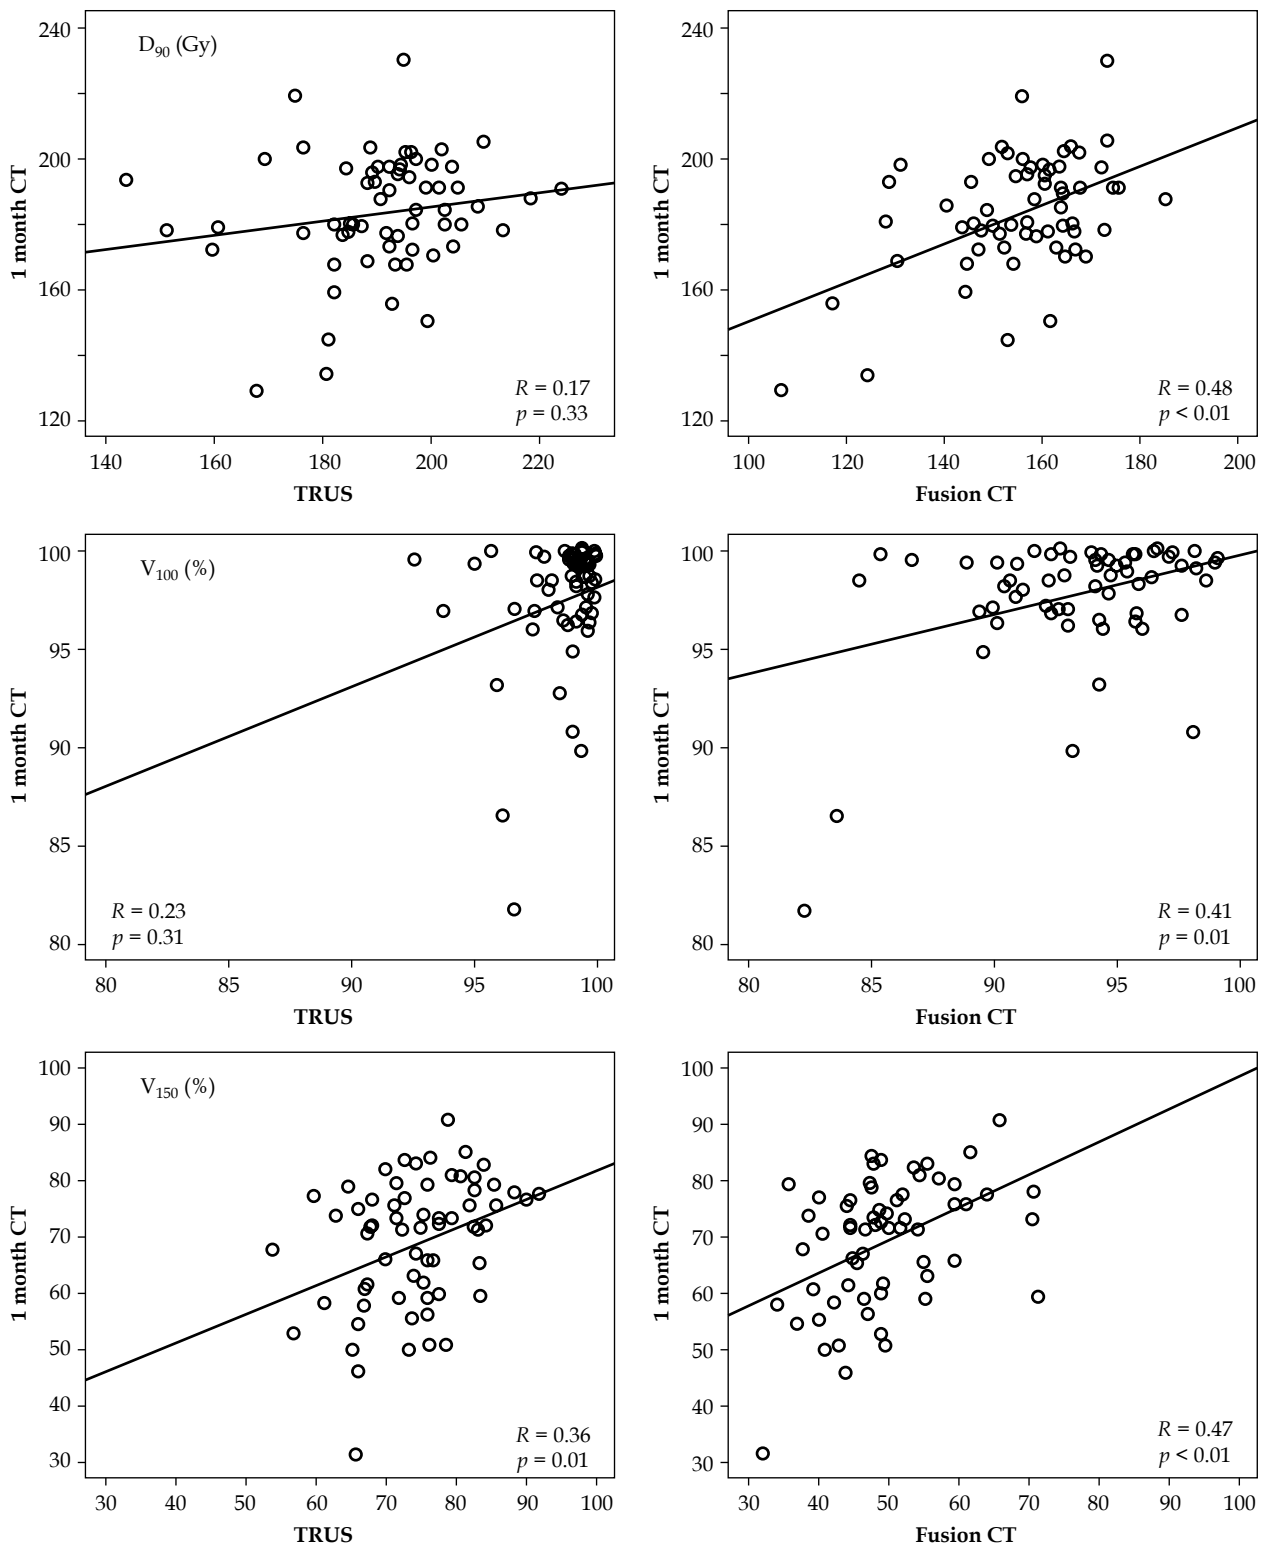 D90 (Gy)
1 month CT
240
200
160
120
R = 0.17
p = 0.33
140 160 180 200 220
TRUS
1 month CT
240
200
160
120
R = 0.48
p < 0.01
100 120 140 160 180 200
Fusion CT
V100 (%)
1 month CT
100
95
90
85
80
R = 0.23
p = 0.31
80 85 90 95 100
TRUS
1 month CT
100
95
90
85
80
R = 0.41
p = 0.01
80 85 90 95 100
Fusion CT
V150 (%)
1 month CT
100
90
80
70
60
50
40
30
R = 0.36
p = 0.01
30 40 50 60 70 80 90 100
TRUS
1 month CT
100
90
80
70
60
50
40
30
R = 0.47
p < 0.01
30 40 50 60 70 80 90 100
Fusion CT